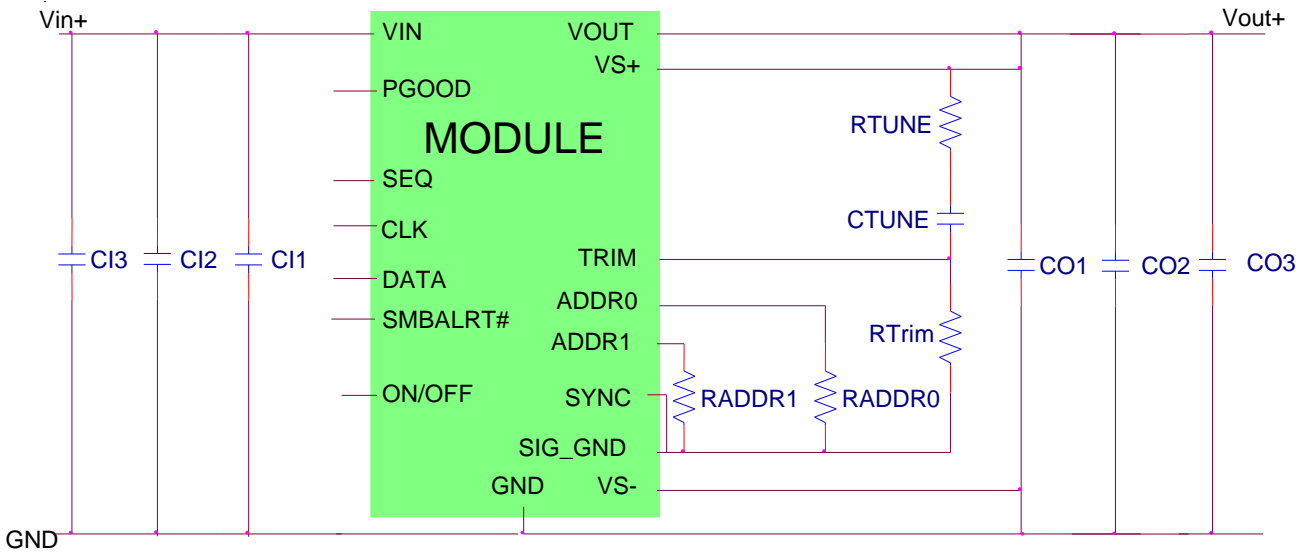 Vin+
Vout+
VIN
VOUT
VS+
PGOOD
MODULE
RTUNE
SEQ
CLK
CTUNE
TRIM
CI3
CI2
CI1
CO1
CO2
CO3
DATA
ADDR0
SMBALRT#
ADDR1
RTrim
ON/OFF
SYNC
RADDR1
RADDR0
SIG_GND
GND
VS-
GND